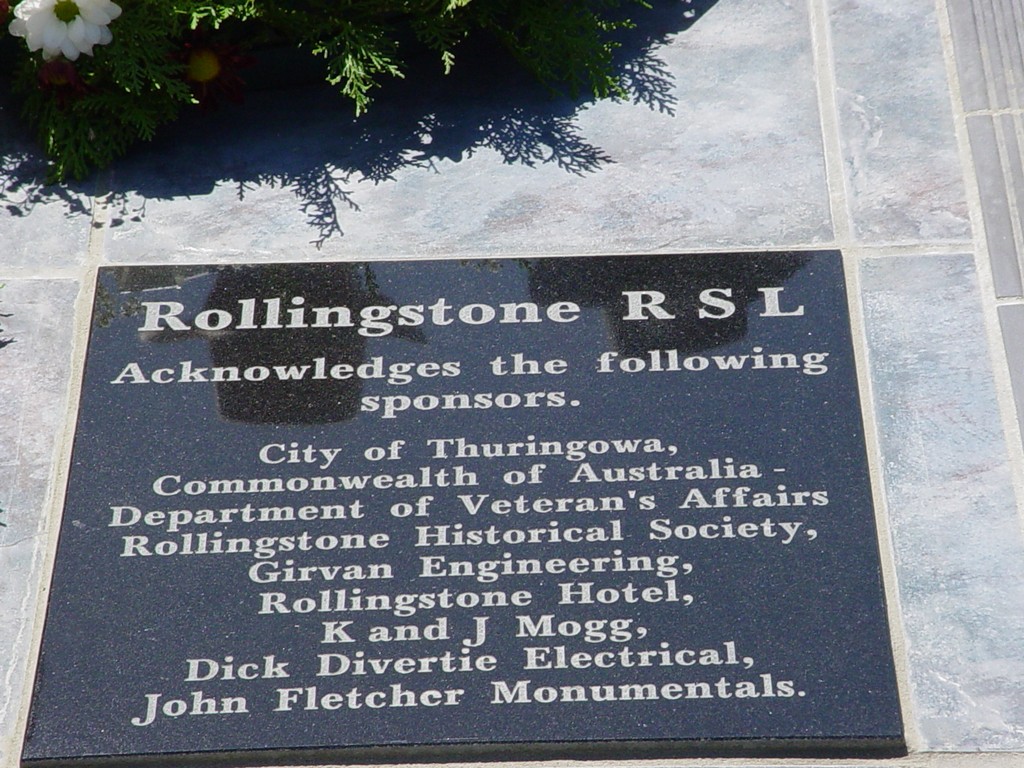 Rollingstone R S L
Acknowledges the following
sponsors.
City of Thuringowa,
Commonwealth of Australia -
Department of Veteran's Affairs
Rollingstone Historical Society,
Girvan Engineering,
Rollingstone Hotel,
K and J Mogg,
Dick Divertie Electrical,
John Fletcher Monumentals.